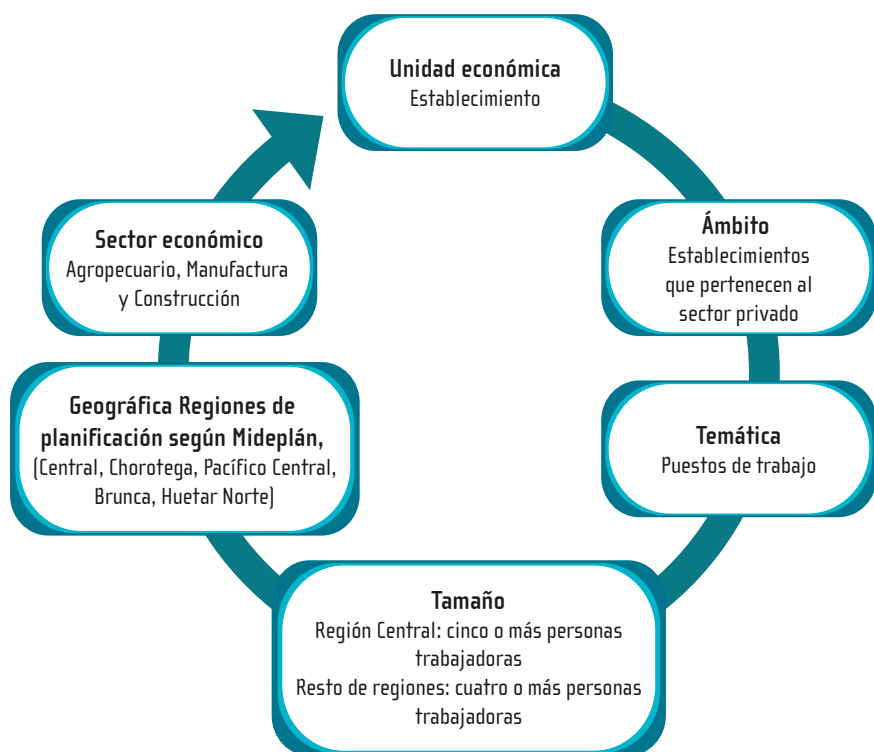 Unidad económica
Establecimiento
Ámbito
Establecimientos
que pertenecen al
sector privado
Temática
Puestos de trabajo
Tamaño
Región Central: cinco o más personas
trabajadoras
Resto de regiones: cuatro o más personas
trabajadoras
Geográfica Regiones de
planificación según Mideplán,
(Central, Chorotega, Pacífico Central,
Brunca, Huetar Norte)
Sector económico
Agropecuario, Manufactura
y Construcción